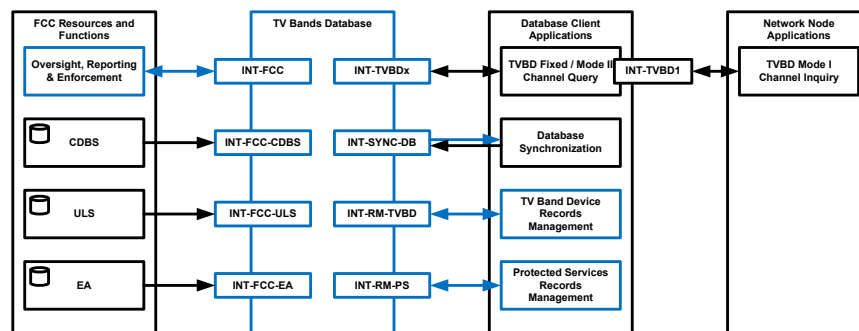 FCC Resources and
Functions
TV Bands Database
Database Client
Applications
Network Node
Applications
Oversight, Reporting
& Enforcement
INT-FCC
INT-TVBDx
TVBD Fixed / Mode II
Channel Query
INT-TVBD1
TVBD Mode I
Channel Inquiry
CDBS
INT-FCC-CDBS
INT-SYNC-DB
Database
Synchronization
ULS
INT-FCC-ULS
INT-RM-TVBD
TV Band Device
Records
Management
EA
INT-FCC-EA
INT-RM-PS
Protected Services
Records
Management